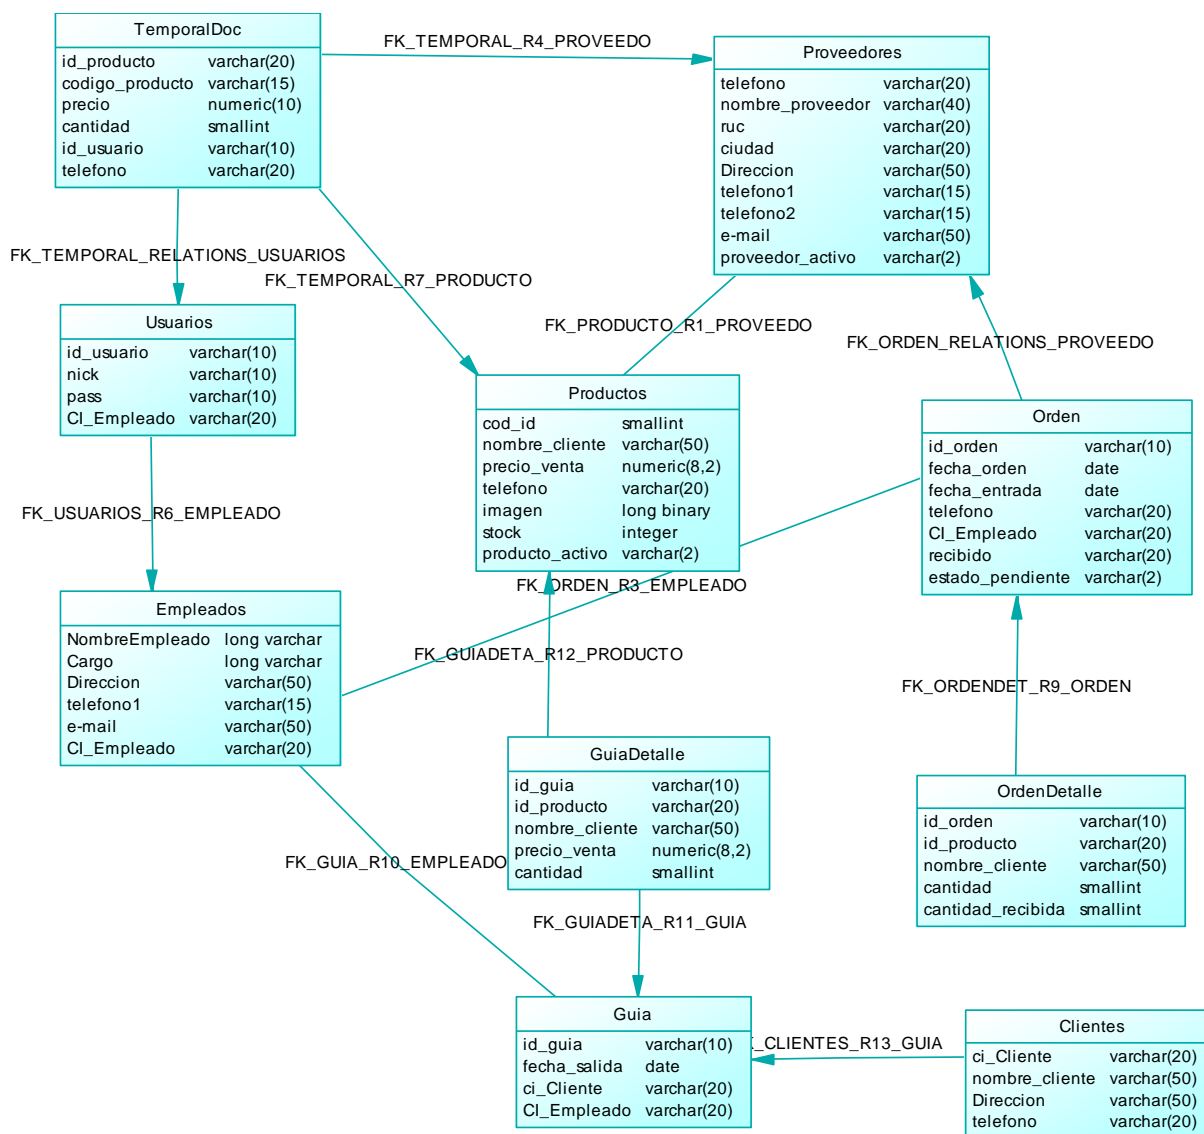 TemporalDoc
id_producto varchar(20)
codigo_producto varchar(15)
precio numeric(10)
cantidad smallint
id_usuario varchar(10)
telefono varchar(20)
FK_TEMPORAL_R4_PROVEEDO
Proveedores
telefono varchar(20)
nombre_proveedor varchar(40)
ruc varchar(20)
ciudad varchar(20)
Direccion varchar(50)
telefono1 varchar(15)
telefono2 varchar(15)
e-mail varchar(50)
proveedor_activo varchar(2)
FK_TEMPORAL_RELATIONS_USUARIOS
FK_TEMPORAL_R7_PRODUCTO
FK_PRODUCTO_R1_PROVEEDO
FK_ORDEN_RELATIONS_PROVEEDO
Usuarios
id_usuario varchar(10)
nick varchar(10)
pass varchar(10)
CI_Empleado varchar(20)
Productos
cod_id smallint
nombre_cliente varchar(50)
precio_venta numeric(8,2)
telefono varchar(20)
imagen long binary
stock integer
producto_activo varchar(2)
Orden
id_orden varchar(10)
fecha_orden date
fecha_entrada date
telefono varchar(20)
CI_Empleado varchar(20)
recibido varchar(20)
estado_pendiente varchar(2)
FK_USUARIOS_R6_EMPLEADO
FK_ORDEN_R3_EMPLEADO
Empleados
NombreEmpleado long varchar
Cargo long varchar
Direccion varchar(50)
telefono1 varchar(15)
e-mail varchar(50)
CI_Empleado varchar(20)
FK_GUIADETA_R12_PRODUCTO
FK_ORDENDET_R9_ORDEN
GuiaDetalle
id_guia varchar(10)
id_producto varchar(20)
nombre_cliente varchar(50)
precio_venta numeric(8,2)
cantidad smallint
OrdenDetalle
id_orden varchar(10)
id_producto varchar(20)
nombre_cliente varchar(50)
cantidad smallint
cantidad_recibida smallint
FK_GUIA_R10_EMPLEADO
FK_GUIADETA_R11_GUIA
Guia
id_guia varchar(10)
fecha_salida date
ci_Cliente varchar(20)
CI_Empleado varchar(20)
K_CLIENTES_R13_GUIA
Clientes
ci_Cliente varchar(20)
nombre_cliente varchar(50)
Direccion varchar(50)
telefono varchar(20)